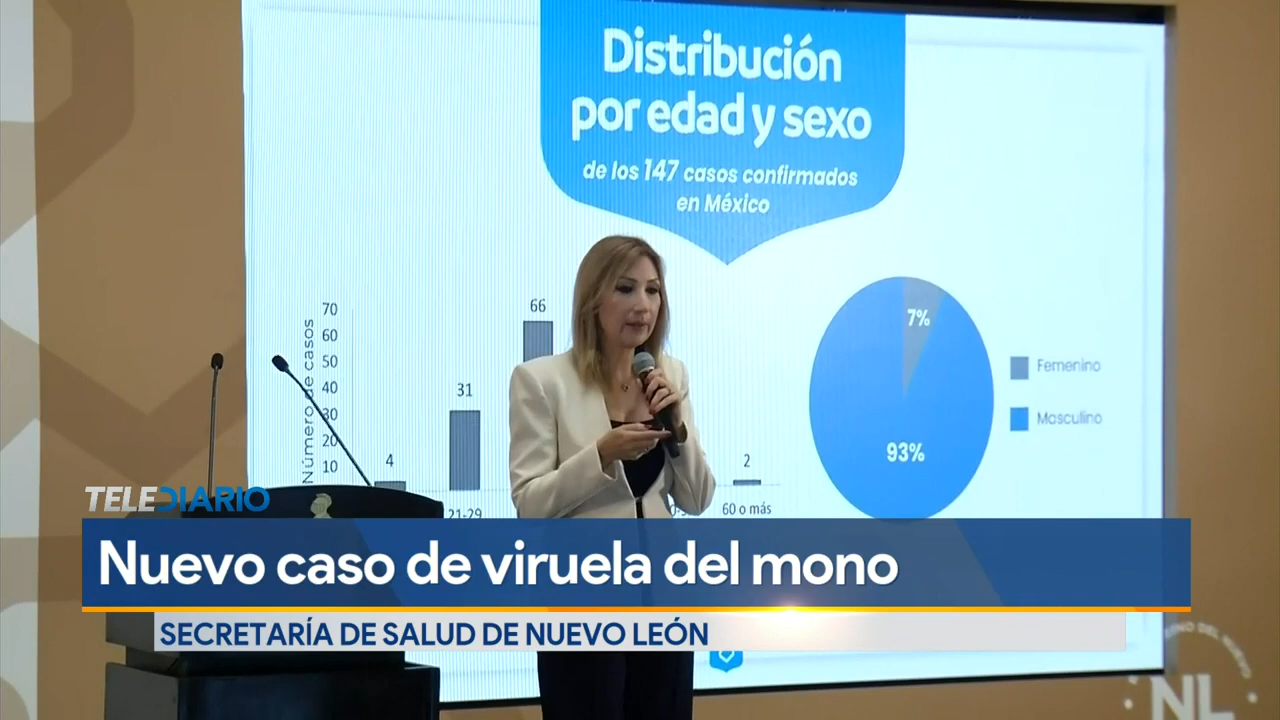 Distribución
por edad y sexo
de los 147 casos confirmados
en México
Número de casos
70
60
50
40
30
20
10
4
31
66
2
21-29
60 o más
7%
93%
Femenino
Masculino
TELEDIARIO
Nuevo caso de viruela del mono
SECRETARÍA DE SALUD DE NUEVO LEÓN
NL